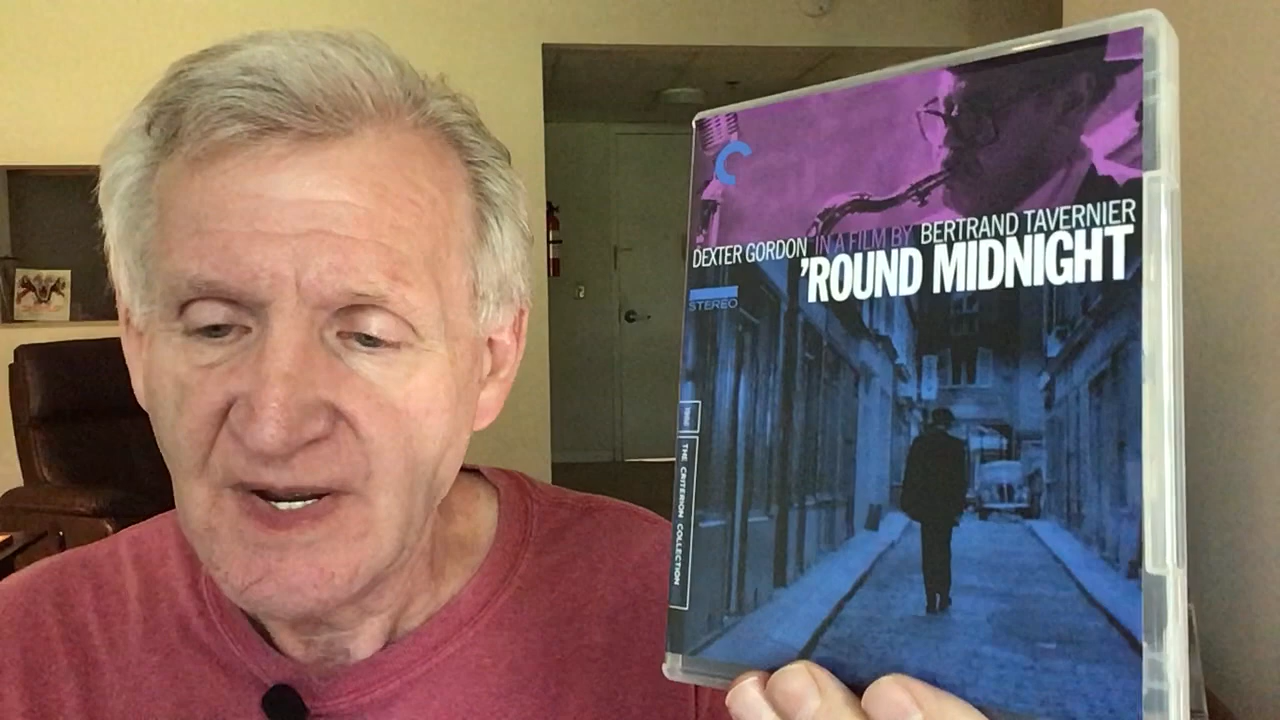 DEXTER GORDON IN A FILM BY BERTRAND TAVERNIER
'ROUND MIDNIGHT
STEREO
THE CRITERION COLLECTION